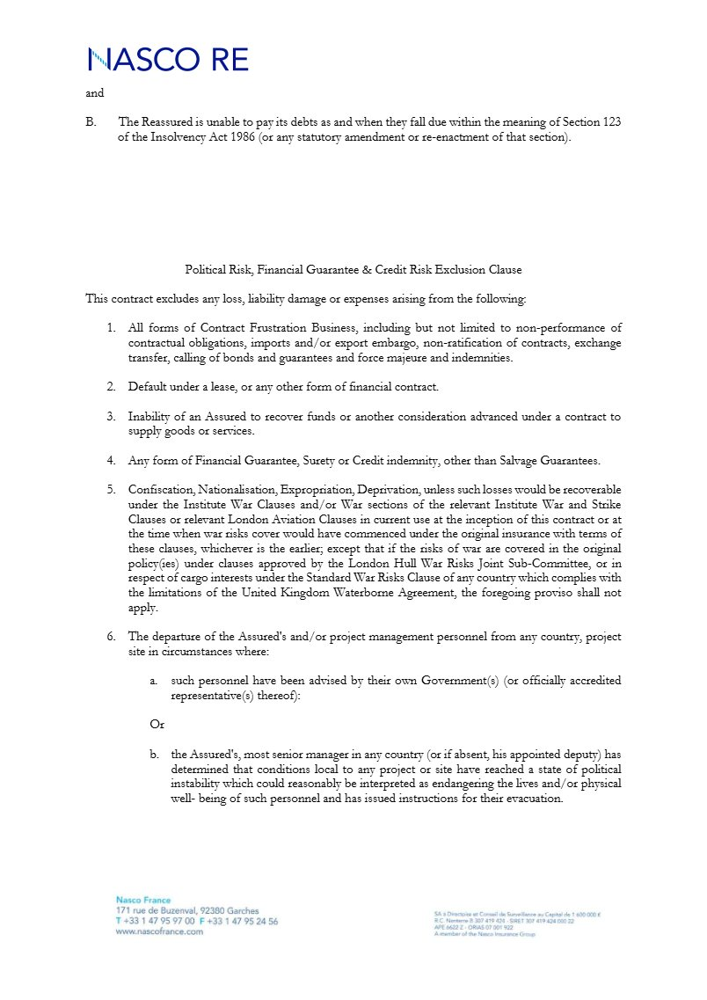 NASCO RE
and
B. The Reassured is unable to pay its debts as and when they fall due within the meaning of Section 123
of the Insolvency Act 1986 (or any statutory amendment or re-enactment of that section).
Political Risk, Financial Guarantee & Credit Risk Exclusion Clause
This contract excludes any loss, liability damage or expenses arising from the following:
1. All forms of Contract Frustration Business, including but not limited to non-performance of
contractual obligations, imports and/or export embargo, non-ratification of contracts, exchange
transfer, calling of bonds and guarantees and force majeure and indemnities.
2. Default under a lease, or any other form of financial contract.
3. Inability of an Assured to recover funds or another consideration advanced under a contract to
supply goods or services.
4. Any form of Financial Guarantee, Surety or Credit indemnity, other than Salvage Guarantees.
5. Confiscation, Nationalisation, Expropriation, Deprivation, unless such losses would be recoverable
under the Institute War Clauses and/or War sections of the relevant Institute War and Strike
Clauses or relevant London Aviation Clauses in current use at the inception of this contract or at
the time when war risks cover would have commenced under the original insurance with terms of
these clauses, whichever is the earlier; except that if the risks of war are covered in the original
policy(ies) under clauses approved by the London Hull War Risks Joint Sub-Committee, or in
respect of cargo interests under the Standard War Risks Clause of any country which complies with
the limitations of the United Kingdom Waterborne Agreement, the foregoing proviso shall not
apply.
6. The departure of the Assured's and/or project management personnel from any country, project
site in circumstances where:
a. such personnel have been advised by their own Government(s) (or officially accredited
representative(s) thereof):
Or
b. the Assured's, most senior manager in any country (or if absent, his appointed deputy) has
determined that conditions local to any project or site have reached a state of political
instability which could reasonably be interpreted as endangering the lives and/or physical
well- being of such personnel and has issued instructions for their evacuation.
Nasco France
171 rue de Buzenval, 92380 Garches
T +33 1 47 95 97 00 F +33 1 47 95 24 56
www.nascofrance.com
SA à Directoire et Conseil de Surveillance au Capital de 1 600 000 €
R.C. Nanterre B 307 419 424 - SIRET 307 419 424 000 22
APE 6622 Z - ORIAS 07 001 922
A member of the Nasco Insurance Group